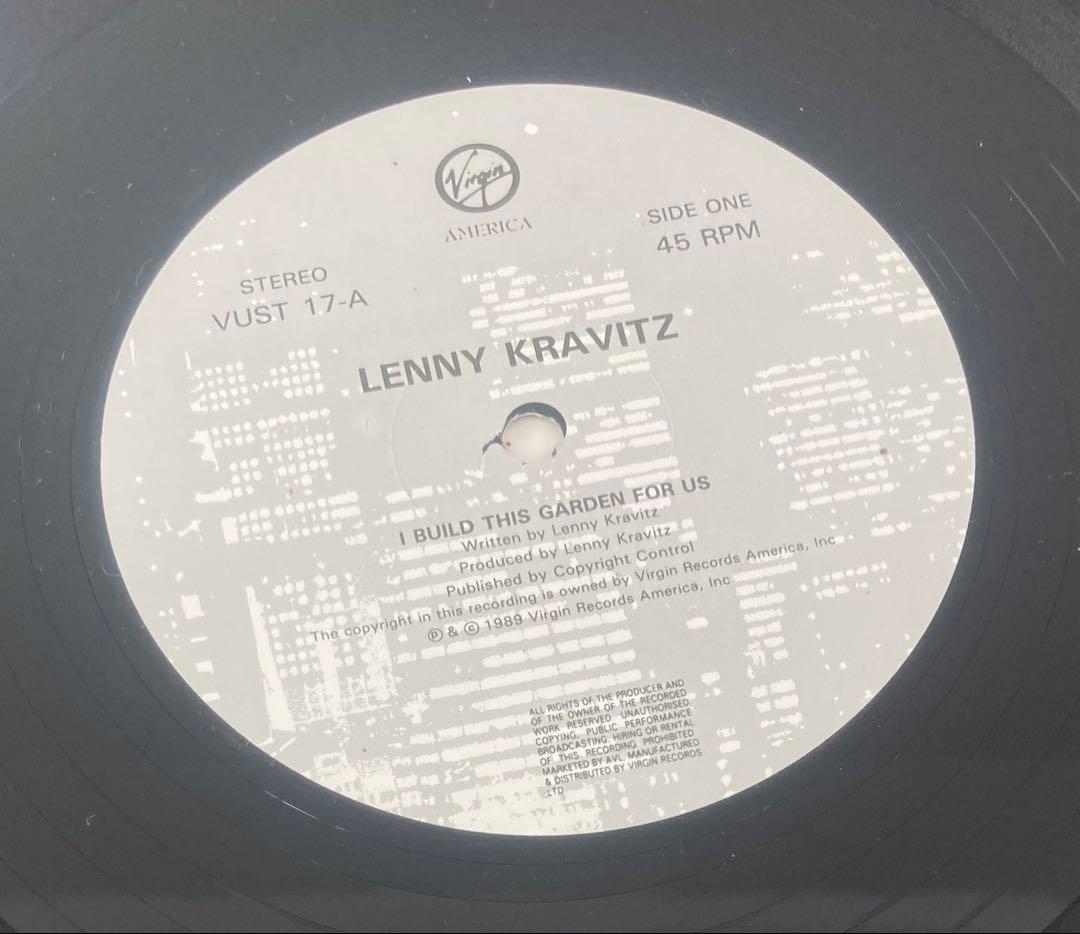 Virgin
AMERICA
SIDE ONE
45 RPM
STEREO
VUST 17-A
LENNY KRAVITZ
I BUILD THIS GARDEN FOR US
Written by Lenny Kravitz
Produced by Lenny Kravitz
Published by Copyright Control
The copyright in this recording is owned by Virgin Records America, Inc
Ⓟ & © 1989 Virgin Records America, Inc
ALL RIGHTS OF THE PRODUCER AND
OF THE OWNER OF THE RECORDED
WORK RESERVED. UNAUTHORISED
COPYING, PUBLIC PERFORMANCE
BROADCASTING, HIRING OR RENTAL
OF THIS RECORDING PROHIBITED
MARKETED BY AVL. MANUFACTURED
& DISTRIBUTED BY VIRGIN RECORDS
LTD